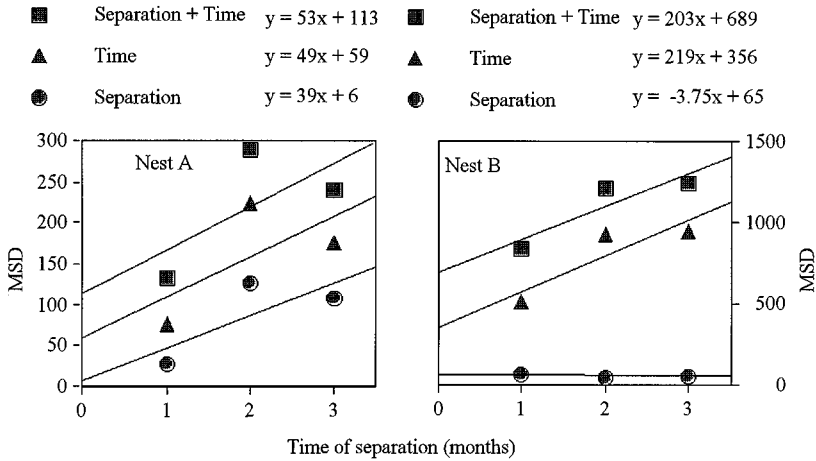 Separation + Time y = 53x + 113
Time y = 49x + 59
Separation y = 39x + 6
Separation + Time y = 203x + 689
Time y = 219x + 356
Separation y = -3.75x + 65
Nest A
MSD
300
250
200
150
100
50
0
0 1 2 3
Nest B
1500
1000
500
0
MSD
0 1 2 3
Time of separation (months)